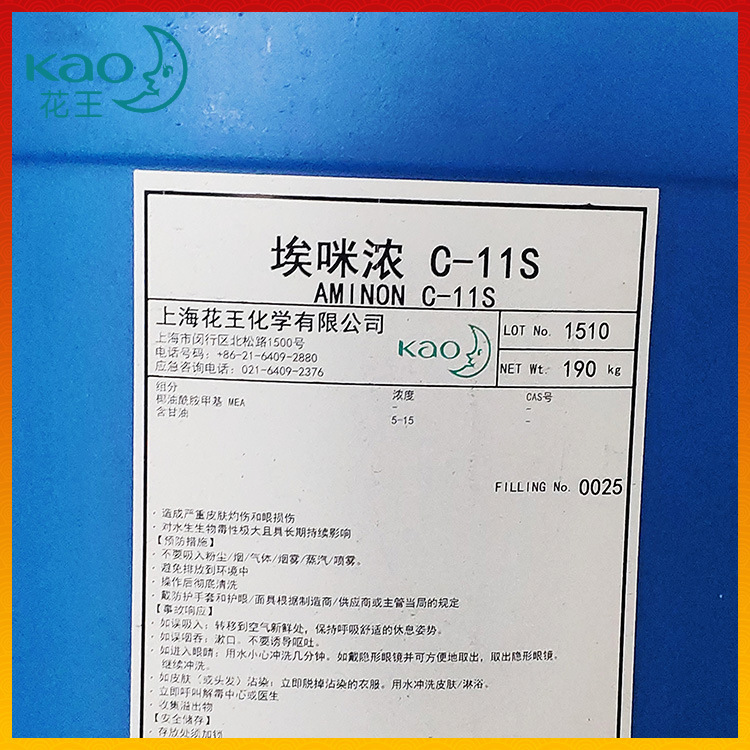 Kao
花王
埃咪浓 C-11S
AMINON C-11S
上海花王化学有限公司
上海市闵行区北松路1500号
电话号码: +86-21-6409-2880
应急咨询电话: 021-6409-2376
Kao
LOT No. 1510
NET Wt. 190 kg
组分 浓度 CAS号
椰油酰胺甲基 MEA - -
含甘油 5-15 -
FILLING No. 0025
· 造成严重皮肤灼伤和眼损伤
· 对水生生物毒性极大且具长期持续影响
【预防措施】
· 不要吸入粉尘/烟/气体/烟雾/蒸汽/喷雾。
· 避免排放到环境中
· 操作后彻底清洗
· 戴防护手套和护眼/面具根据制造商/供应商或主管当局的规定
【事故响应】
· 如误吸入: 转移到空气新鲜处, 保持呼吸舒适的休息姿势。
· 如误咽吞: 漱口。不要诱导呕吐。
· 如进入眼睛: 用水小心冲洗几分钟。如戴隐形眼镜并可方便地取出, 取出隐形眼镜.
继续冲洗.
· 如皮肤(或头发)沾染: 立即脱掉沾染的衣服。用水冲洗皮肤/淋浴。
· 立即呼叫解毒中心或医生
· 收集溢出物
【安全储存】
· 存放处须加锁